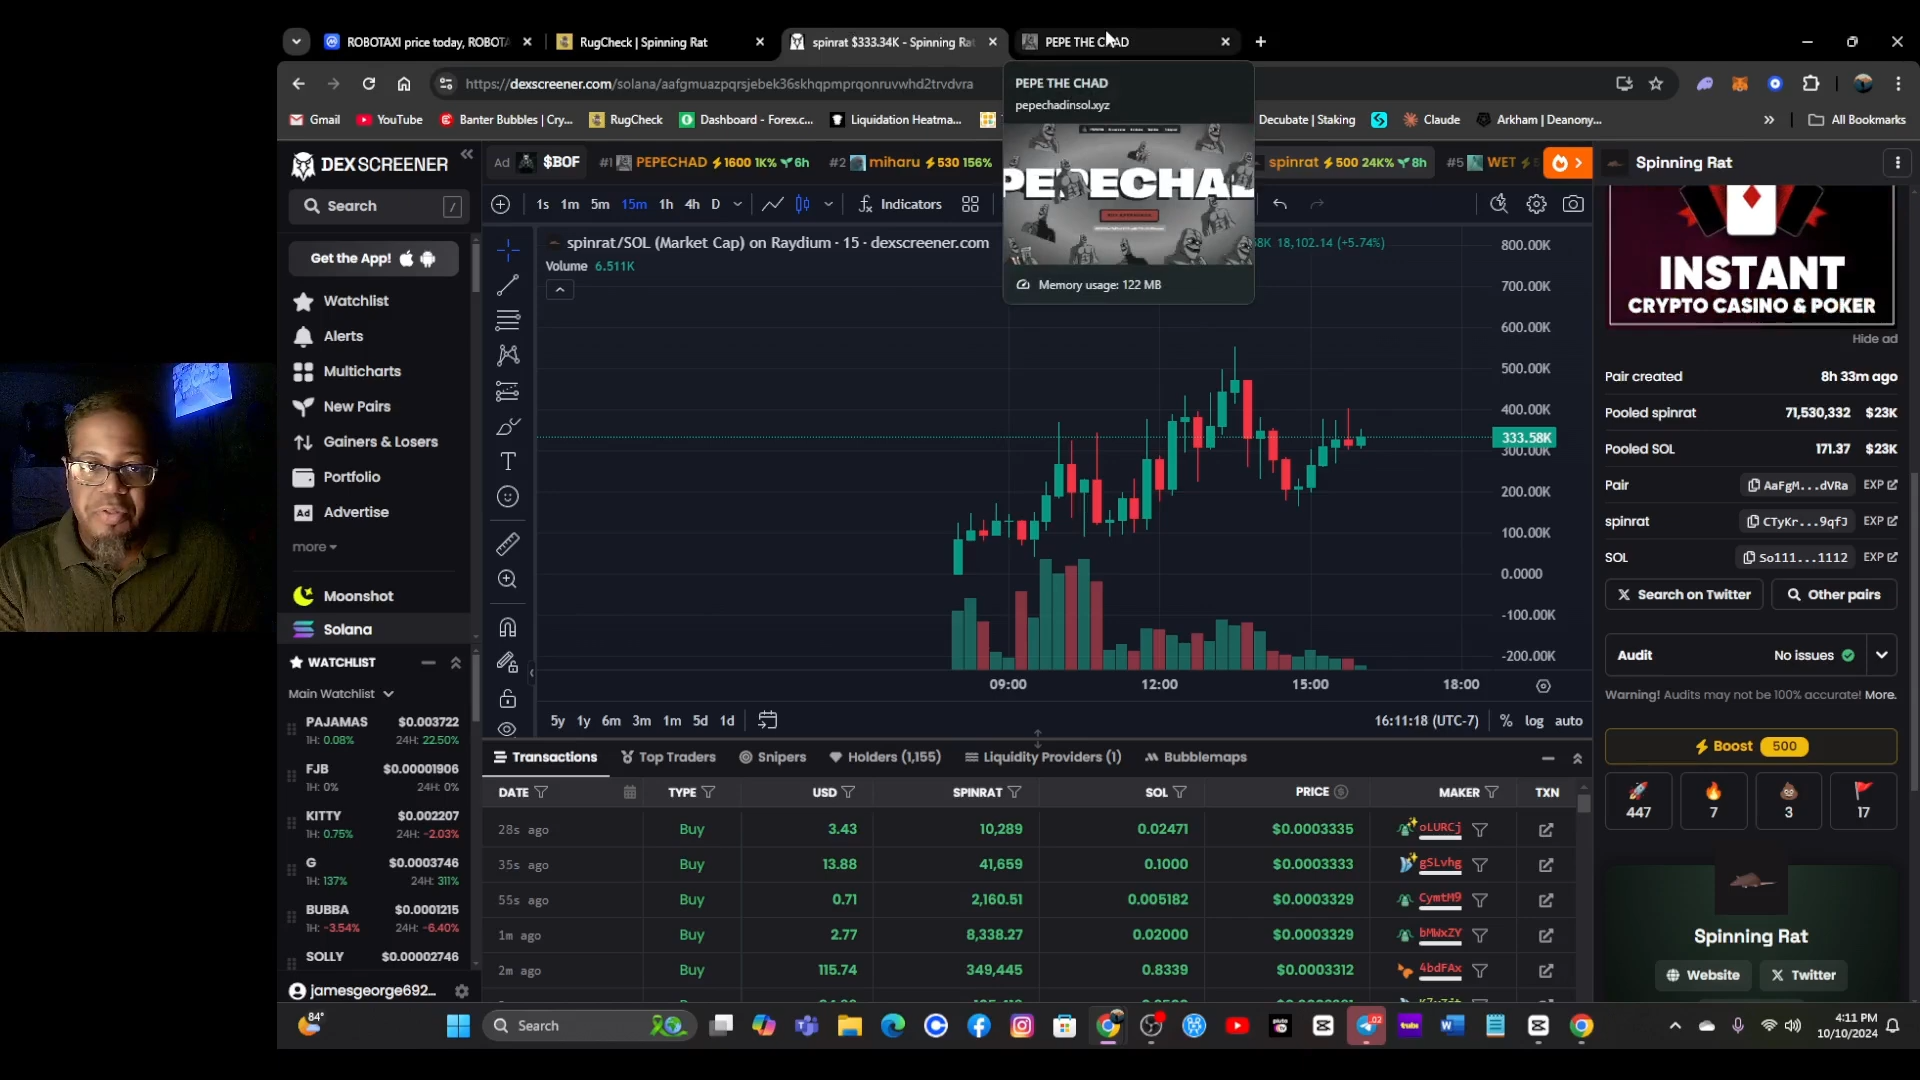 ROBOTAXI price today, ROBOTA
RugCheck | Spinning Rat
spinrat $333.34K - Spinning Ra
PEPE THE CHAD
https://dexscreener.com/solana/aafgmuazpqrsjebek36skhqpmprqonruvwhd2trvdvra
Gmail
YouTube
Banter Bubbles | Cry...
RugCheck
Dashboard - Forex.c...
Liquidation Heatma...
Decubate | Staking
Claude
Arkham | Deanony...
All Bookmarks
PEPE THE CHAD
pepechadinsol.xyz
PEPECHAD
Memory usage: 122 MB
DEX SCREENER
Search /
Get the App!
Watchlist
Alerts
Multicharts
New Pairs
Gainers & Losers
Portfolio
Ad Advertise
more
Moonshot
Solana
WATCHLIST
Main Watchlist
PAJAMAS $0.003722
1H: 0.08% 24H: 22.50%
FJB $0.00001906
1H: 0% 24H: 0%
KITTY $0.002207
1H: 0.75% 24H: -2.03%
G $0.0003746
1H: 137% 24H: 311%
BUBBA $0.0001215
1H: -3.54% 24H: -6.40%
SOLLY $0.00002746
jamesgeorge692...
Ad $BOF #1 PEPECHAD 1600 1K% 6h #2 miharu 530 156% spinrat 500 24K% 8h #5 WET
1s 1m 5m 15m 1h 4h D Indicators
spinrat/SOL (Market Cap) on Raydium · 15 · dexscreener.com
8K 18,102.14 (+5.74%)
Volume 6.511K
800.00K
700.00K
600.00K
500.00K
400.00K
333.58K
300.00K
200.00K
100.00K
0.0000
-100.00K
-200.00K
09:00 12:00 15:00 18:00
5y 1y 6m 3m 1m 5d 1d
16:11:18 (UTC-7) % log auto
Transactions Top Traders Snipers Holders (1,155) Liquidity Providers (1) Bubblemaps
DATE TYPE USD SPINRAT SOL PRICE MAKER TXN
28s ago Buy 3.43 10,289 0.02471 $0.0003335 oLURCj
35s ago Buy 13.88 41,659 0.1000 $0.0003333 gSLvhg
55s ago Buy 0.71 2,160.51 0.005182 $0.0003329 CymtM9
1m ago Buy 2.77 8,338.27 0.02000 $0.0003329 bMWxZY
2m ago Buy 115.74 349,445 0.8339 $0.0003312 4bdFAx
Spinning Rat
INSTANT
CRYPTO CASINO & POKER
Hide ad
Pair created 8h 33m ago
Pooled spinrat 71,530,332 $23K
Pooled SOL 171.37 $23K
Pair AaFgM...dVRa EXP
spinrat CTyKr...9qfJ EXP
SOL So111...1112 EXP
Search on Twitter Other pairs
Audit No issues
Warning! Audits may not be 100% accurate! More.
Boost 500
447 7 3 17
Spinning Rat
Website Twitter
84°
Search
4:11 PM
10/10/2024